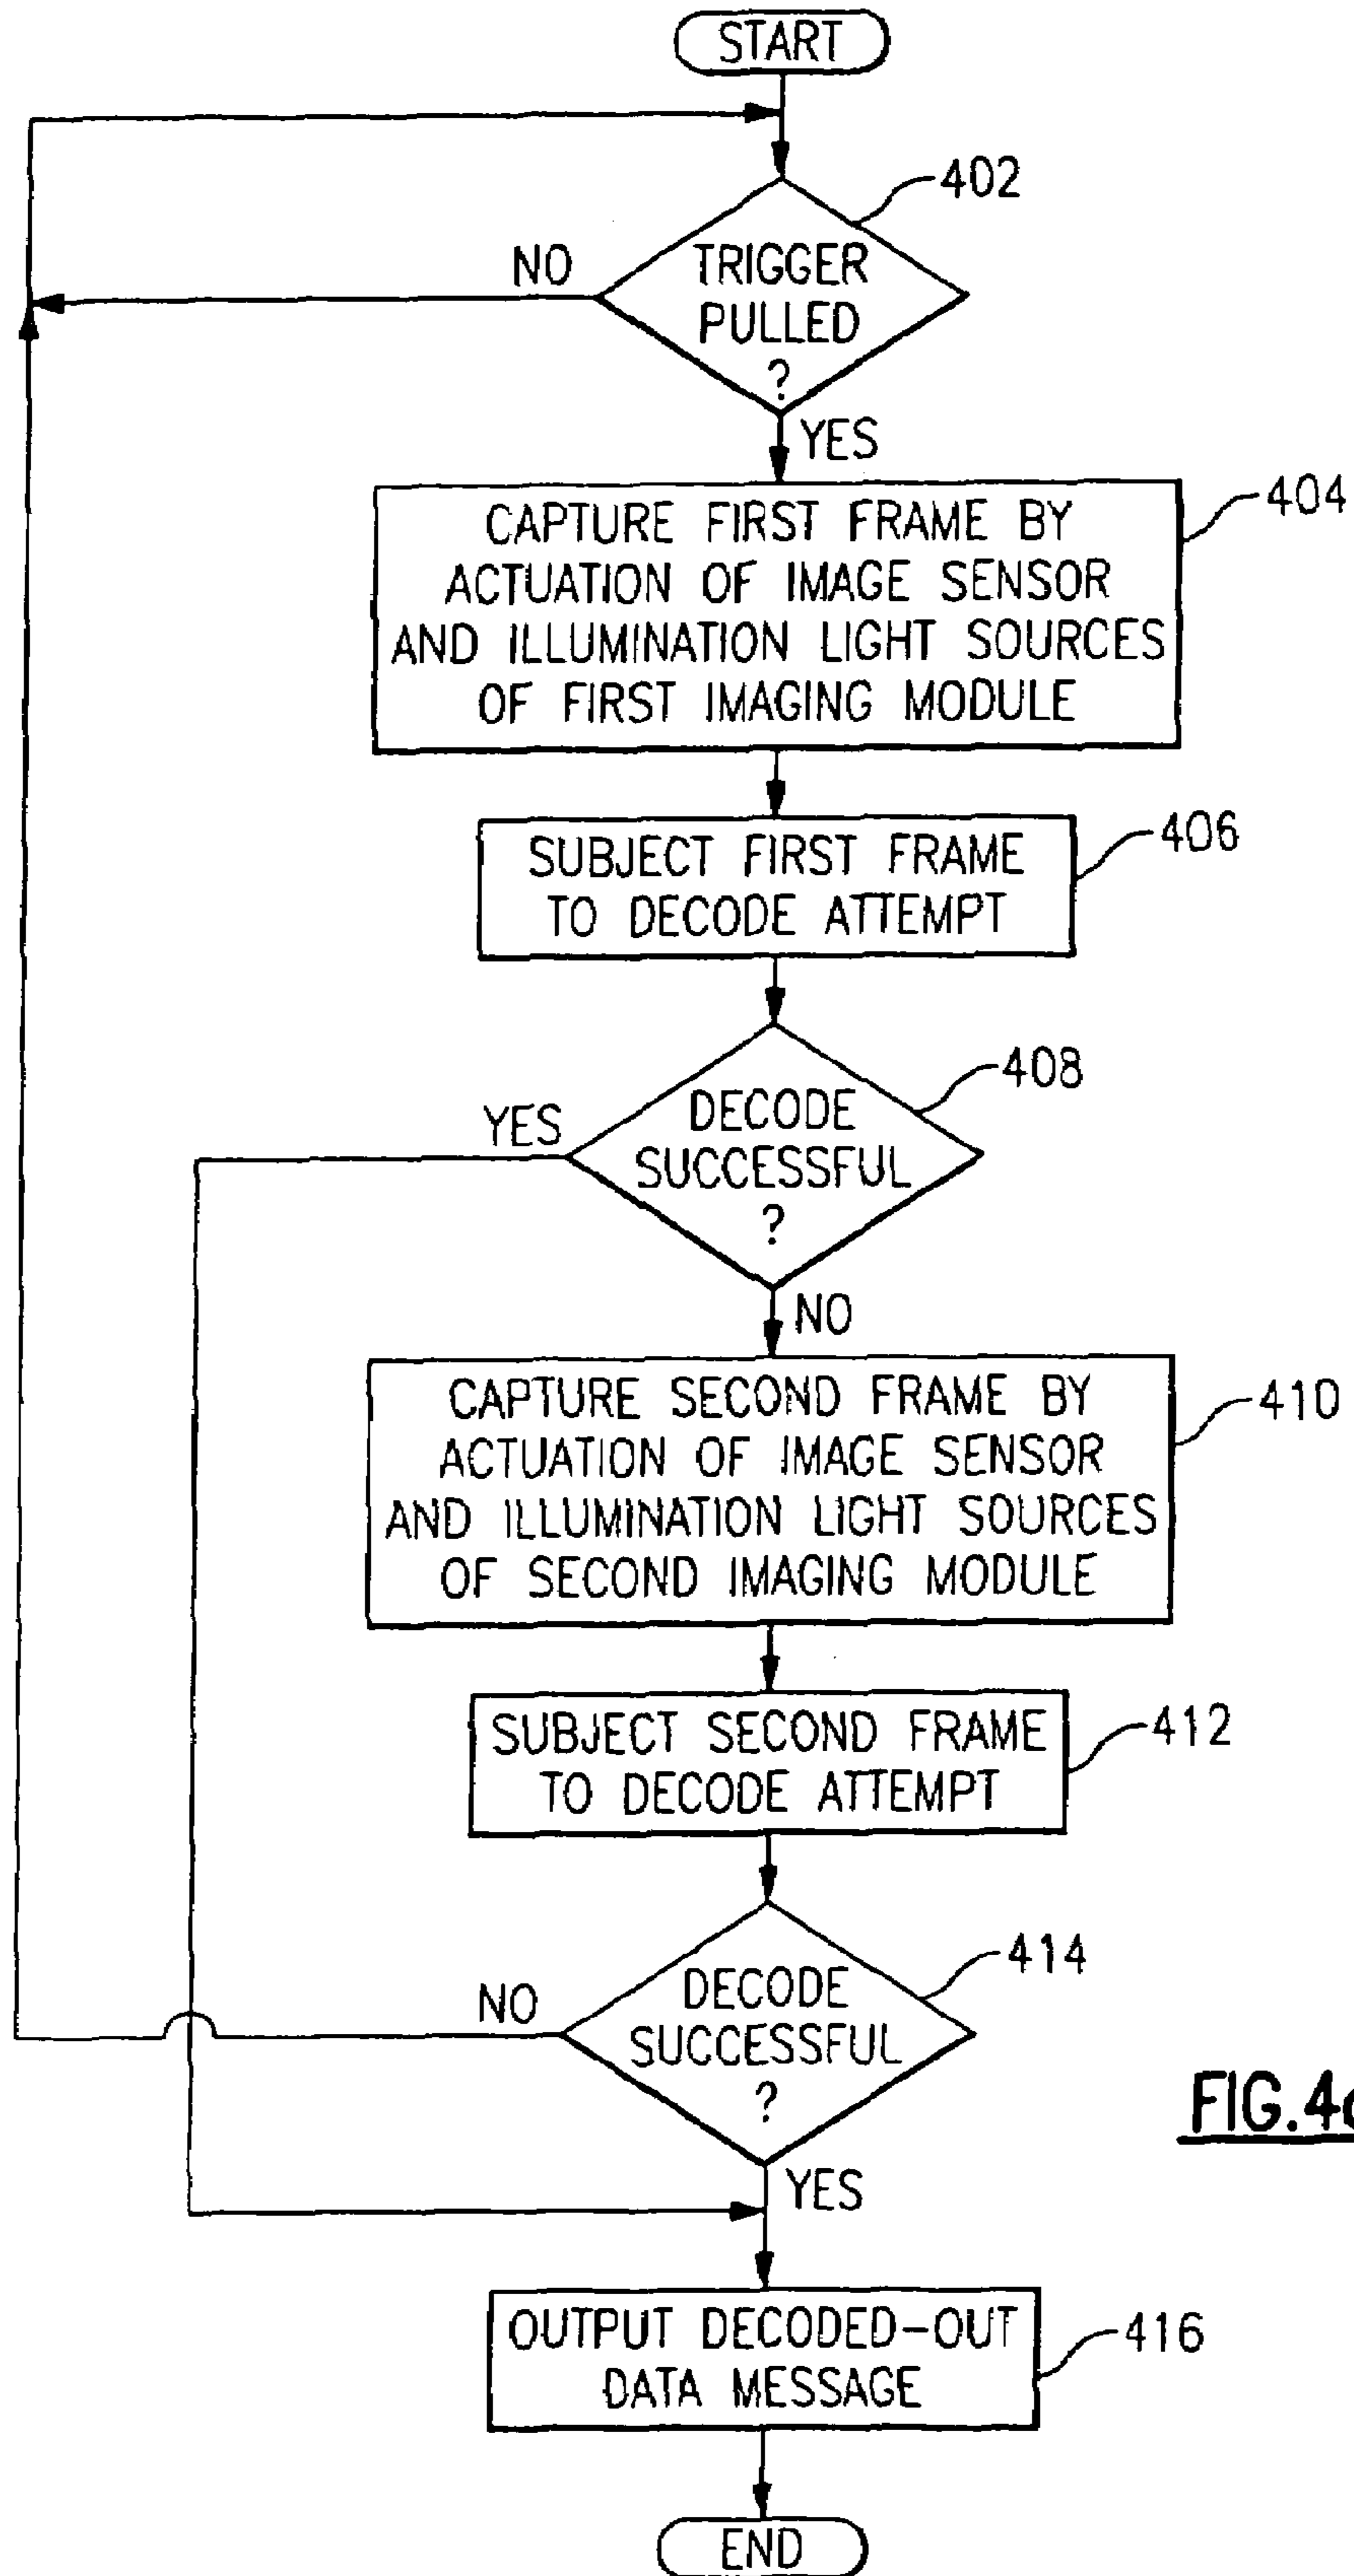 START
402
TRIGGER
PULLED
?
NO
YES
CAPTURE FIRST FRAME BY
ACTUATION OF IMAGE SENSOR
AND ILLUMINATION LIGHT SOURCES
OF FIRST IMAGING MODULE
404
SUBJECT FIRST FRAME
TO DECODE ATTEMPT
406
DECODE
SUCCESSFUL
?
408
YES
NO
CAPTURE SECOND FRAME BY
ACTUATION OF IMAGE SENSOR
AND ILLUMINATION LIGHT SOURCES
OF SECOND IMAGING MODULE
410
SUBJECT SECOND FRAME
TO DECODE ATTEMPT
412
DECODE
SUCCESSFUL
?
414
NO
YES
FIG.4
OUTPUT DECODED-OUT
DATA MESSAGE
416
END